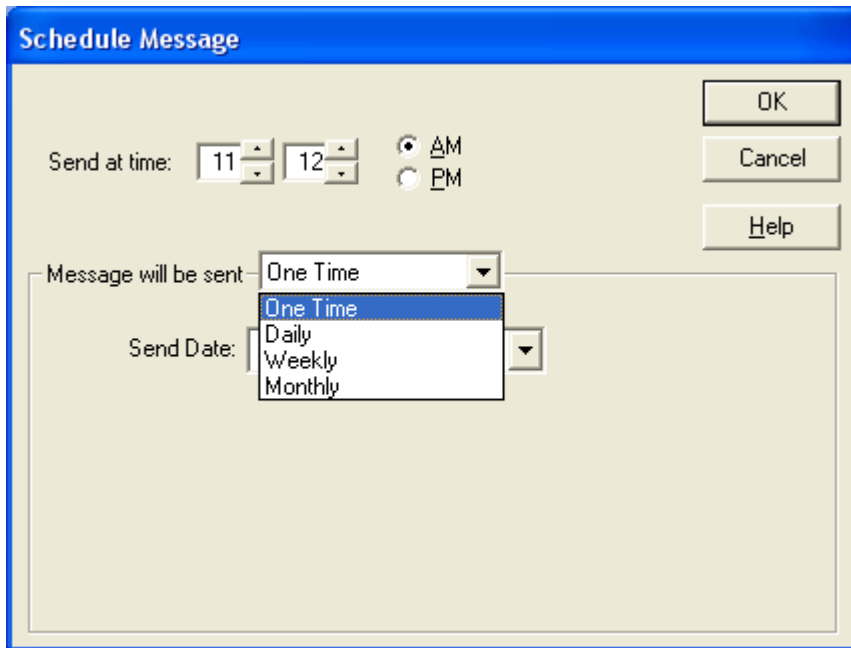 Schedule Message
OK
Send at time: 11 12 AM
PM
Cancel
Help
Message will be sent One Time
One Time
Daily
Send Date:
Weekly
Monthly